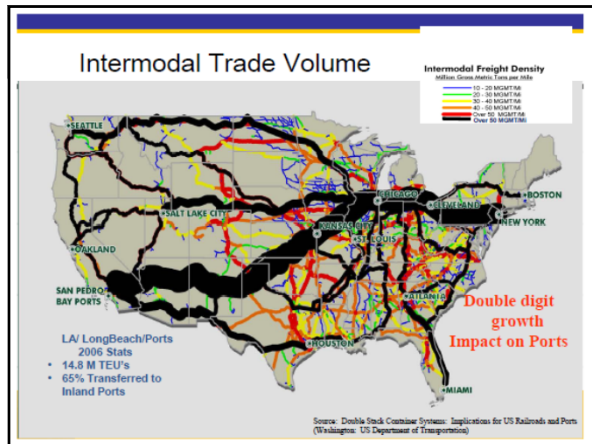 Intermodal Trade Volume
Intermodal Freight Density
Million Gross Metric Tons per Mile
10 - 20 MGMT/Mi
20 - 30 MGMT/Mi
30 - 40 MGMT/Mi
40 - 50 MGMT/Mi
Over 50 MGMT/Mi
Over 50 MGMT/Mi
SEATTLE
CHICAGO
CLEVELAND
BOSTON
NEW YORK
SALT LAKE CITY
KANSAS CITY
ST. LOUIS
OAKLAND
SAN PEDRO
BAY PORTS
ATLANTA
HOUSTON
MIAMI
Double digit
growth
Impact on Ports
LA/ LongBeach/Ports
2006 Stats
• 14.8 M TEU's
• 65% Transferred to
Inland Ports
Source: Double Stack Container Systems: Implications for US Railroads and Ports
(Washington: US Department of Transportation)